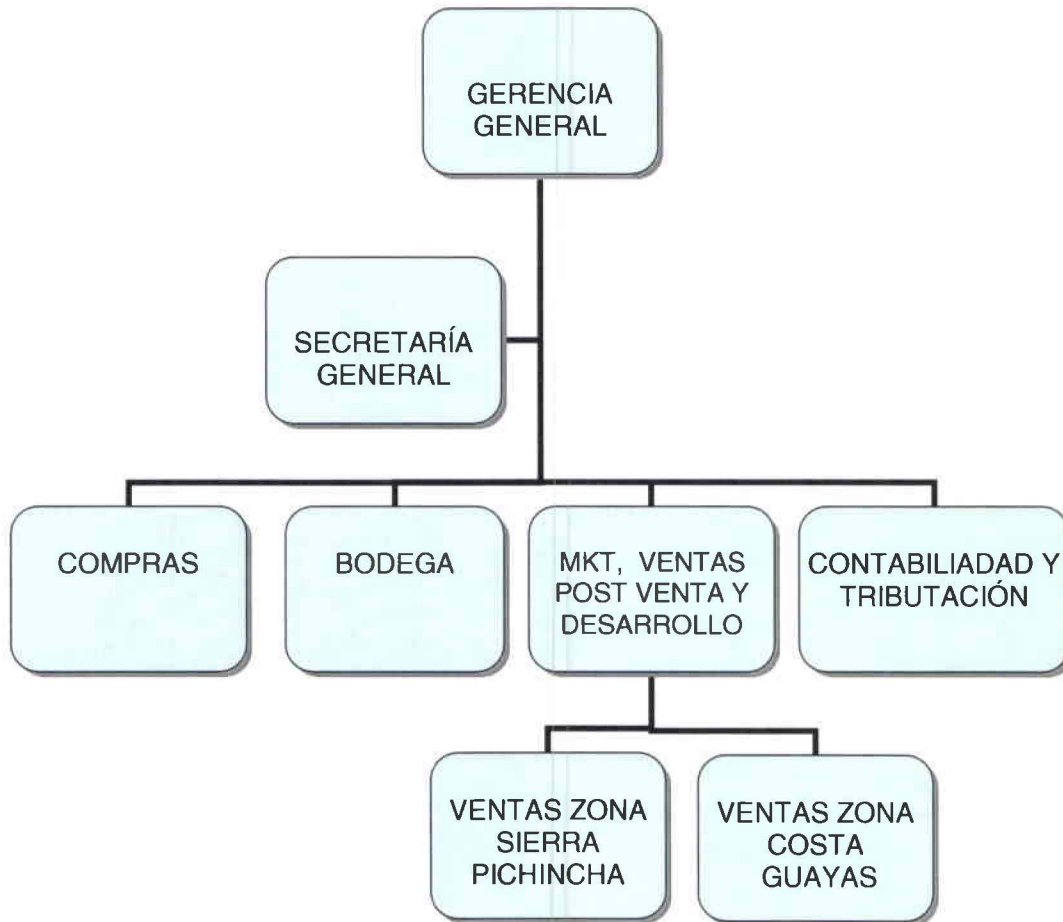 GERENCIA
GENERAL
SECRETARÍA
GENERAL
COMPRAS
BODEGA
MKT, VENTAS
POST VENTA Y
DESARROLLO
CONTABILIADAD Y
TRIBUTACIÓN
VENTAS ZONA
SIERRA
PICHINCHA
VENTAS ZONA
COSTA
GUAYAS